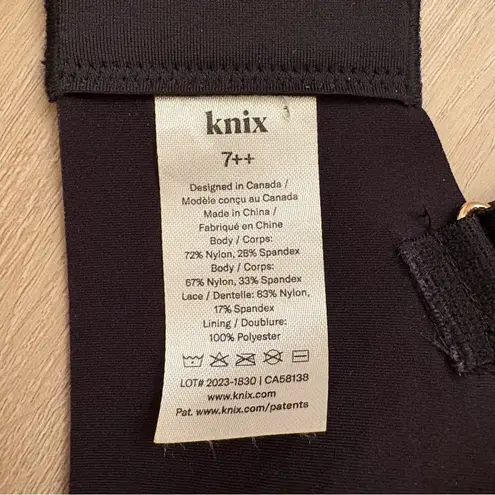 knix
7++
Designed in Canada /
Modèle conçu au Canada
Made in China /
Fabriqué en Chine
Body / Corps:
72% Nylon, 28% Spandex
Body / Corps:
67% Nylon, 33% Spandex
Lace / Dentelle: 83% Nylon,
17% Spandex
Lining / Doublure:
100% Polyester
LOT# 2023-1830 | CA58138
www.knix.com
Pat. www.knix.com/patents